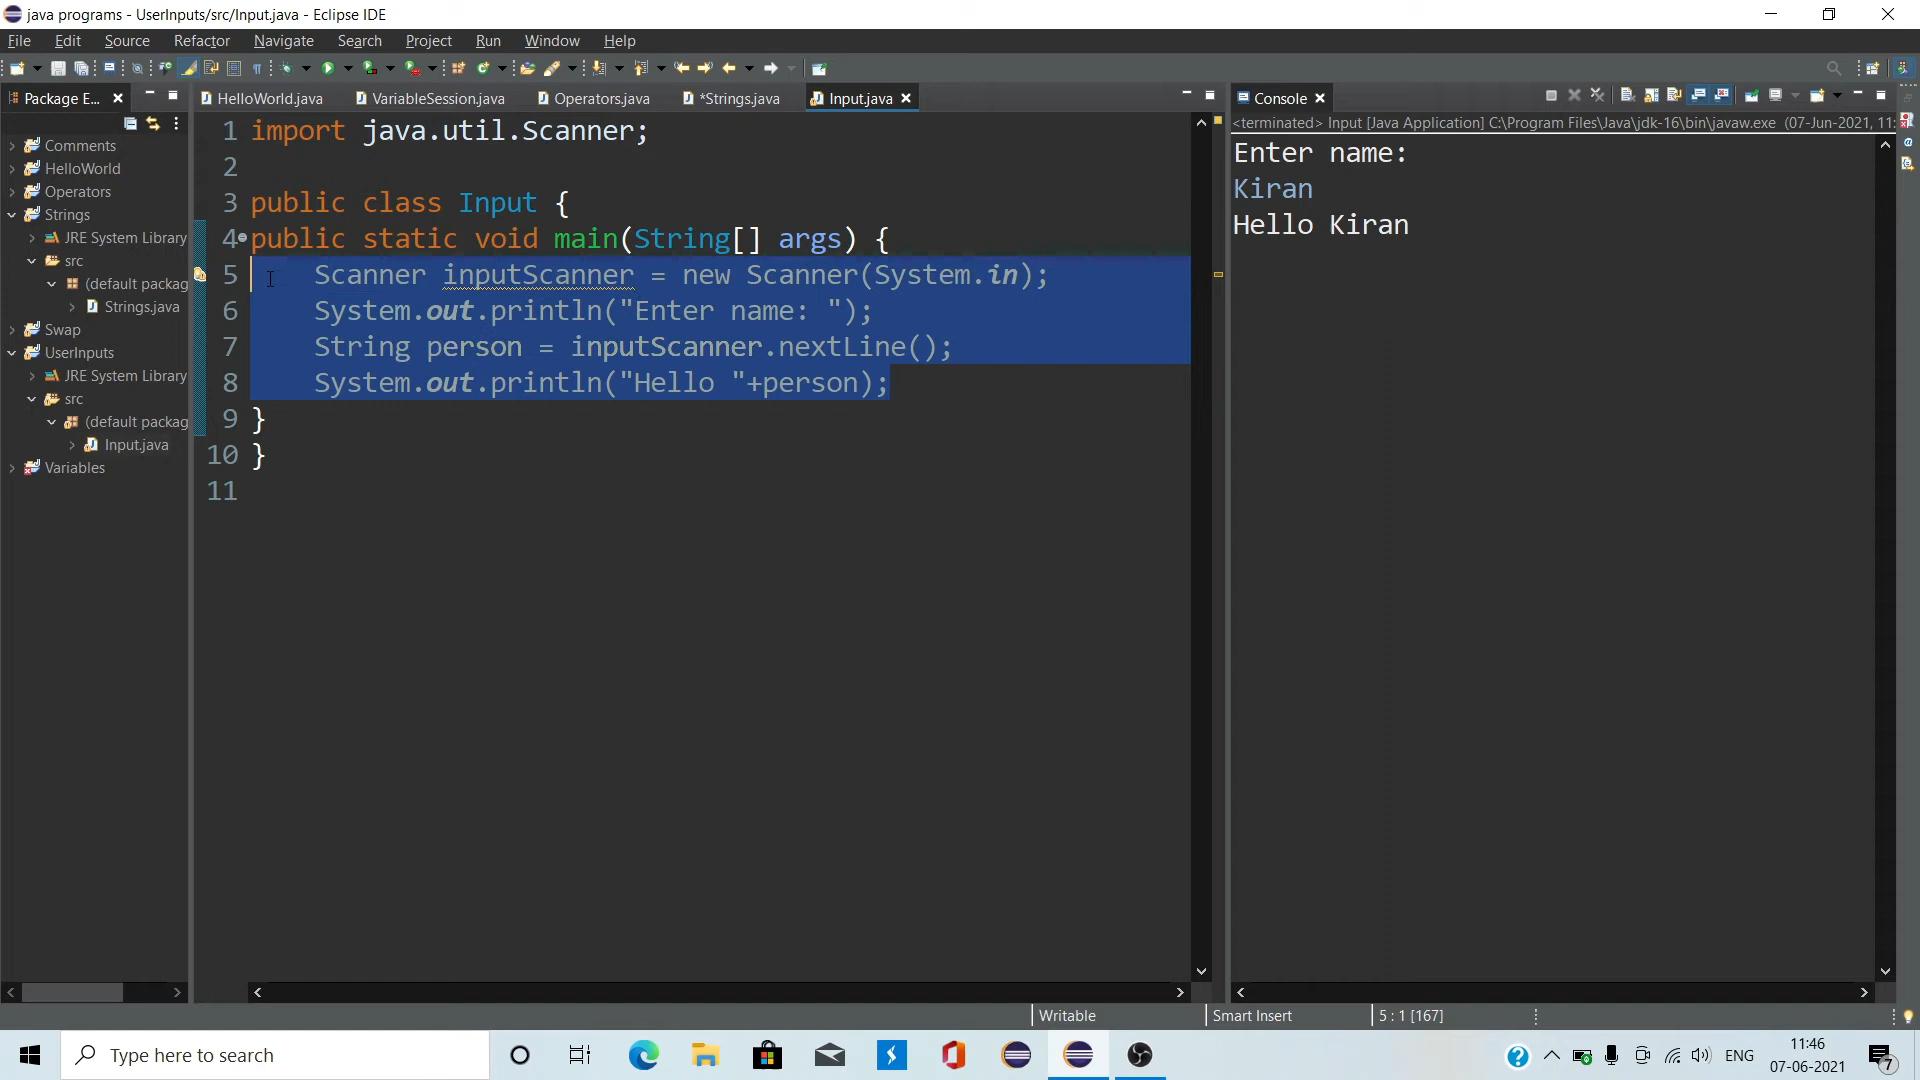 java programs - UserInputs/src/Input.java - Eclipse IDE
File Edit Source Refactor Navigate Search Project Run Window Help
Package E...
HelloWorld.java VariableSession.java Operators.java *Strings.java Input.java
Console
<terminated> Input [Java Application] C:\Program Files\Java\jdk-16\bin\javaw.exe (07-Jun-2021, 11:
Comments
HelloWorld
Operators
Strings
JRE System Library
src
(default packag
Strings.java
Swap
UserInputs
JRE System Library
src
(default packag
Input.java
Variables
1 import java.util.Scanner;
2
3 public class Input {
4 public static void main(String[] args) {
5 Scanner inputScanner = new Scanner(System.in);
6 System.out.println("Enter name: ");
7 String person = inputScanner.nextLine();
8 System.out.println("Hello "+person);
9 }
10 }
11
Enter name:
Kiran
Hello Kiran
Writable Smart Insert 5 : 1 [167]
Type here to search
ENG
11:46
07-06-2021
7